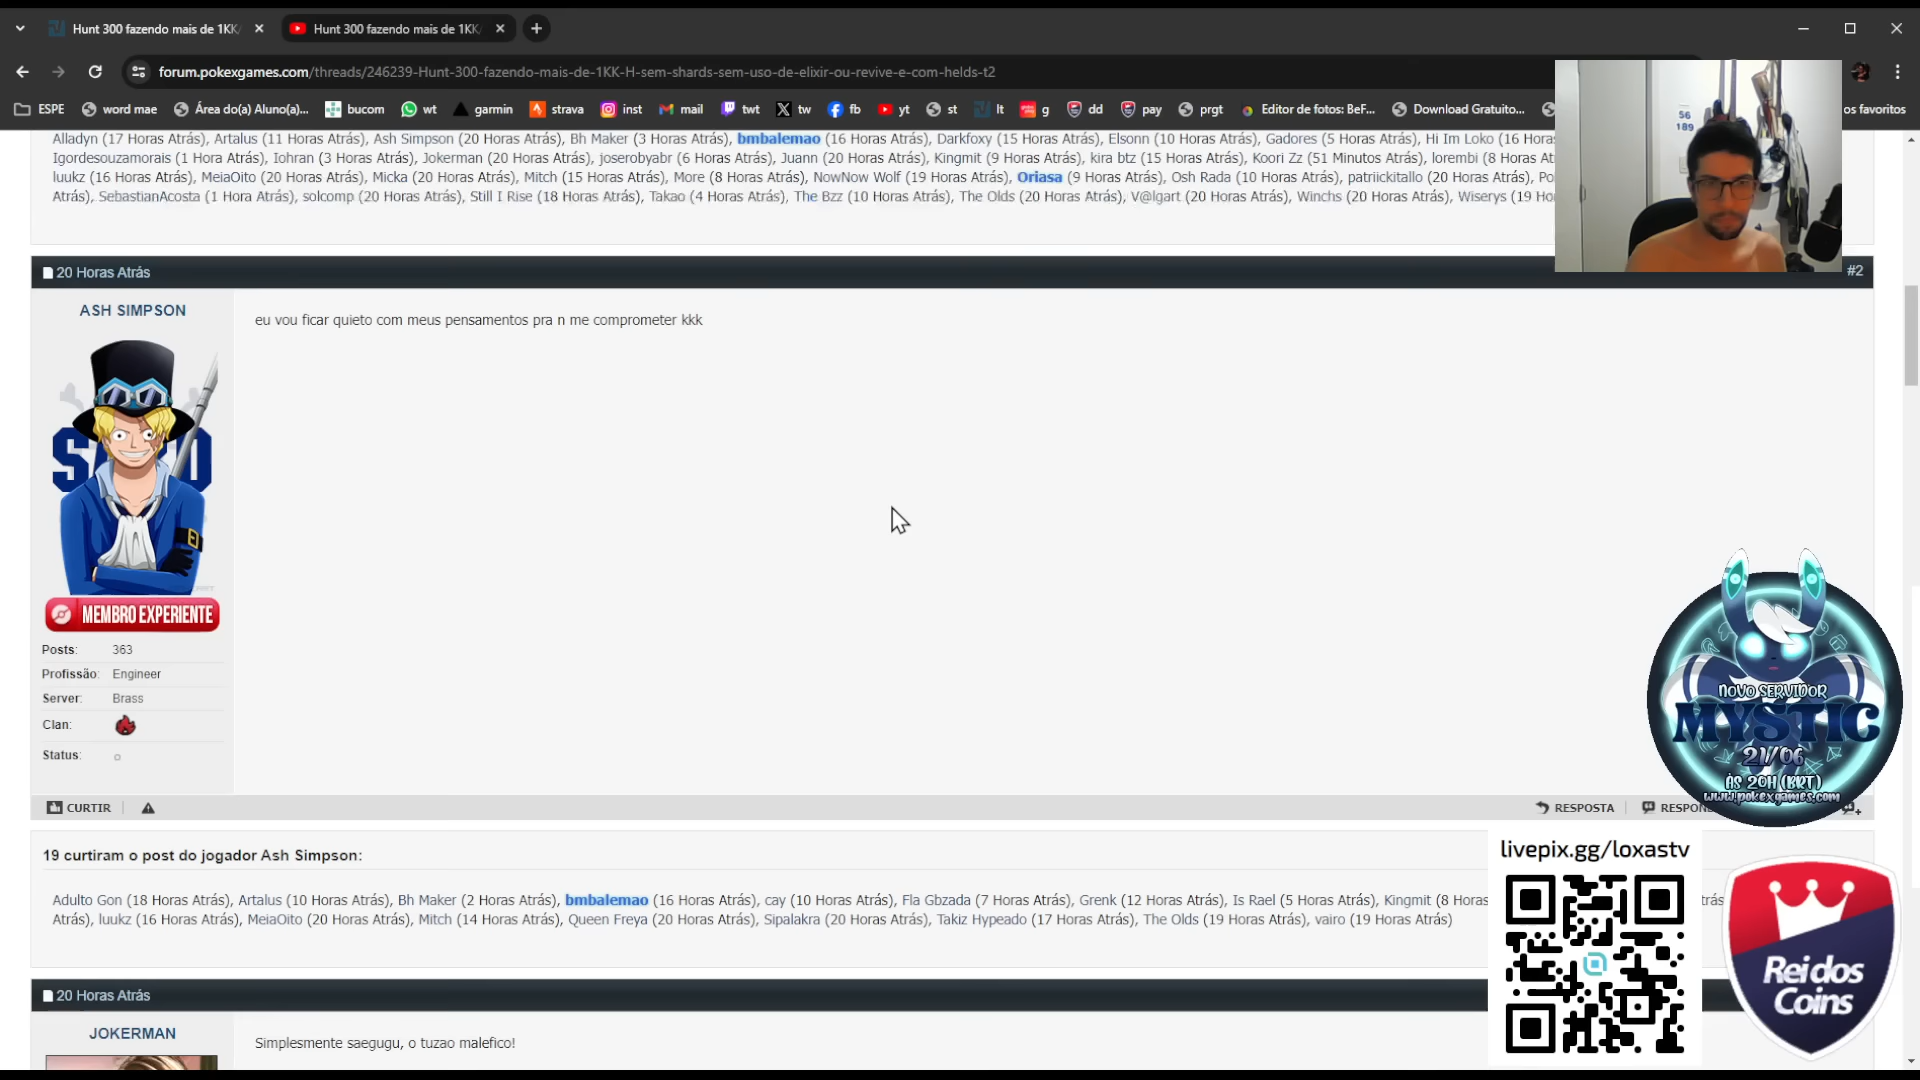 Hunt 300 fazendo mais de 1KK/
Hunt 300 fazendo mais de 1KK/
forum.pokexgames.com/threads/246239-Hunt-300-fazendo-mais-de-1KK-H-sem-shards-sem-uso-de-elixir-ou-revive-e-com-helds-t2
ESPE word mae Área do(a) Aluno(a)... bucom wt garmin strava inst mail twt tw fb yt st lt g dd pay prgt Editor de fotos: BeF... Download Gratuito... os favoritos
56
189
Alladyn (17 Horas Atrás), Artalus (11 Horas Atrás), Ash Simpson (20 Horas Atrás), Bh Maker (3 Horas Atrás), bmbalemao (16 Horas Atrás), Darkfoxy (15 Horas Atrás), Elsonn (10 Horas Atrás), Gadores (5 Horas Atrás), Hi Im Loko (16 Horas
Igordesouzamorais (1 Hora Atrás), Iohran (3 Horas Atrás), Jokerman (20 Horas Atrás), joserobyabr (6 Horas Atrás), Juann (20 Horas Atrás), Kingmit (9 Horas Atrás), kira btz (15 Horas Atrás), Koori Zz (51 Minutos Atrás), lorembi (8 Horas At
luukz (16 Horas Atrás), MeiaOito (20 Horas Atrás), Micka (20 Horas Atrás), Mitch (15 Horas Atrás), More (8 Horas Atrás), NowNow Wolf (19 Horas Atrás), Oriasa (9 Horas Atrás), Osh Rada (10 Horas Atrás), patriickitallo (20 Horas Atrás), Po
Atrás), SebastianAcosta (1 Hora Atrás), solcomp (20 Horas Atrás), Still I Rise (18 Horas Atrás), Takao (4 Horas Atrás), The Bzz (10 Horas Atrás), The Olds (20 Horas Atrás), V@lgart (20 Horas Atrás), Winchs (20 Horas Atrás), Wiserys (19 Ho
20 Horas Atrás #2
ASH SIMPSON
eu vou ficar quieto com meus pensamentos pra n me comprometer kkk
MEMBRO EXPERIENTE
Posts: 363
Profissão: Engineer
Server: Brass
Clan:
Status:
NOVO SERVIDOR
MYSTIC
21/06
ÀS 20H (BRT)
www.pokexgames.com
CURTIR RESPOSTA RESPON
19 curtiram o post do jogador Ash Simpson:
livepix.gg/loxastv
Adulto Gon (18 Horas Atrás), Artalus (10 Horas Atrás), Bh Maker (2 Horas Atrás), bmbalemao (16 Horas Atrás), cay (10 Horas Atrás), Fla Gbzada (7 Horas Atrás), Grenk (12 Horas Atrás), Is Rael (5 Horas Atrás), Kingmit (8 Horas
Atrás), luukz (16 Horas Atrás), MeiaOito (20 Horas Atrás), Mitch (14 Horas Atrás), Queen Freya (20 Horas Atrás), Sipalakra (20 Horas Atrás), Takiz Hypeado (17 Horas Atrás), The Olds (19 Horas Atrás), vairo (19 Horas Atrás)
Rei dos
Coins
20 Horas Atrás
JOKERMAN
Simplesmente saegugu, o tuzao malefico!